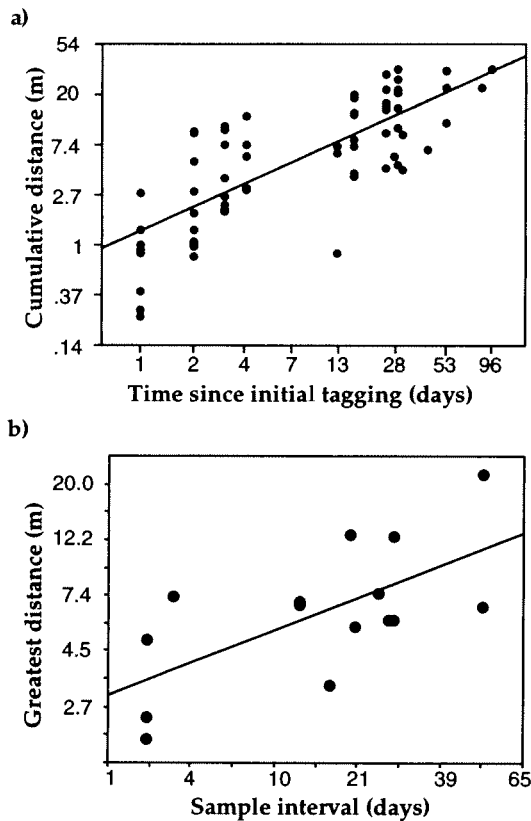 a)
54
20
7.4
2.7
1
.37
.14
Cumulative distance (m)
1 2 4 7 13 28 53 96
Time since initial tagging (days)
b)
20.0
12.2
7.4
4.5
2.7
Greatest distance (m)
1 4 10 21 39 65
Sample interval (days)